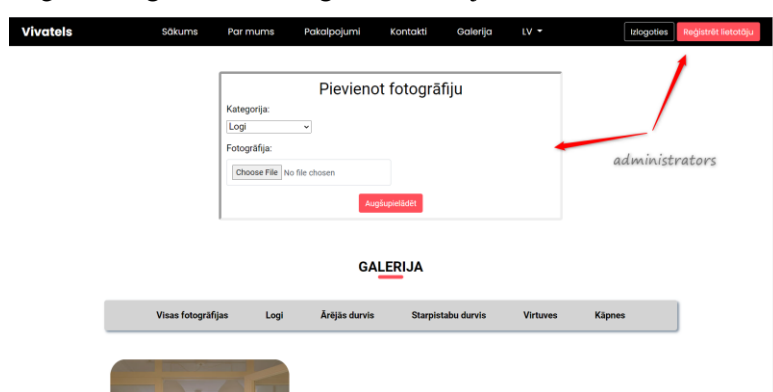 Vivatels Sākums Par mums Pakalpojumi Kontakti Galerija LV Izlogoties Reģistrēt lietotāju
Pievienot fotogrāfiju
Kategorija:
Logi
Fotogrāfija:
Choose File No file chosen
Augšupielādēt
administrators
GALERIJA
Visas fotogrāfijas Logi Ārējās durvis Starpistabu durvis Virtuves Kāpnes